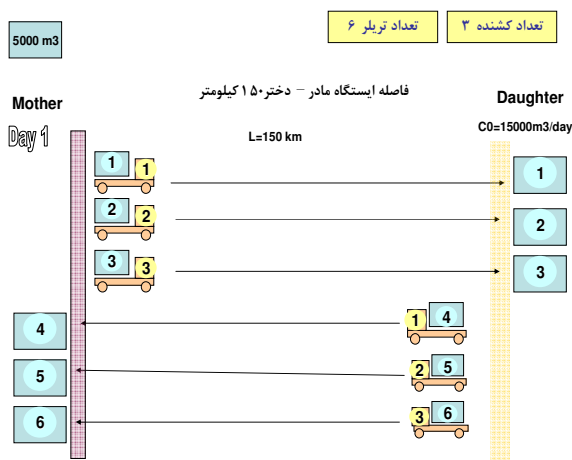 تعداد کشنده ۳
تعداد تریلر ۶
5000 m3
فاصله ایستگاه مادر – دختر۱۵۰ کیلومتر
Mother
Daughter
Day 1
L=150 km
C0=15000m3/day
1 1 1
2 2 2
3 3 3
4 1 4
5 2 5
6 3 6